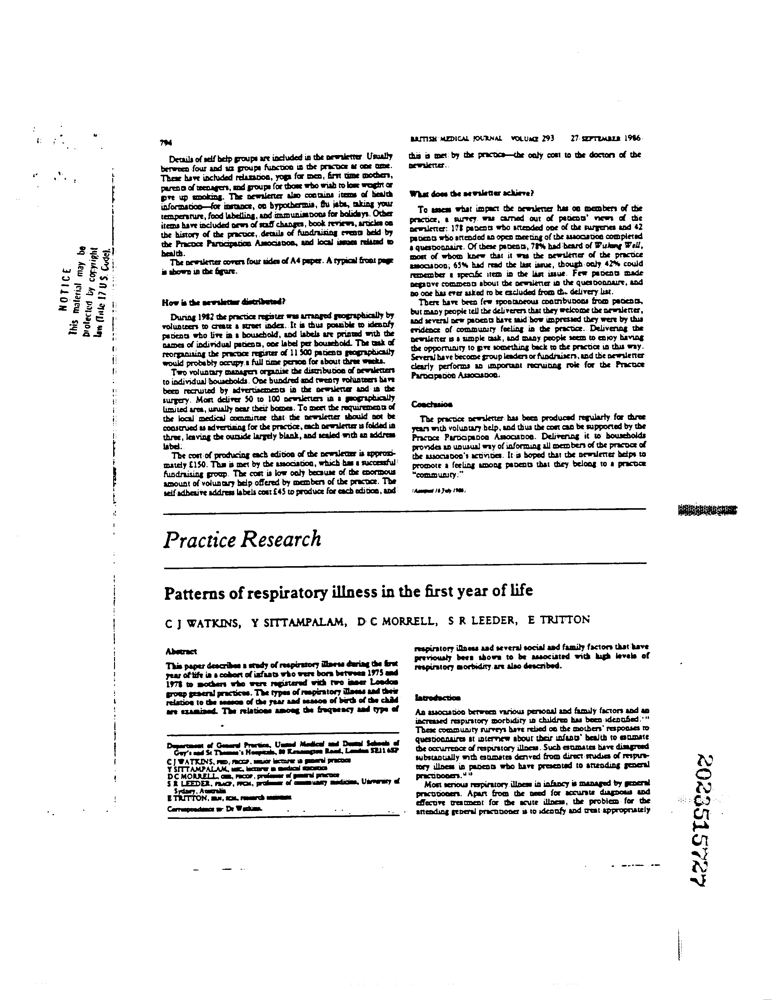 NOTICE
This material may be
protected by copyright
law (Title 17 U.S. Code).
794
BRITISH MEDICAL JOURNAL VOLUME 293 27 SEPTEMBER 1986
Details of self help groups are included in the newsletter Usually
between four and six groups function in the practice at one time.
These have included relaxation, yoga for men, first time mothers,
parents of teenagers, and groups for those who wish to lose weight or
give up smoking. The newsletter also contains items of health
information—for instance, on hypothermia, flu jabs, taking your
temperature, food labelling, and immunisations for holidays. Other
items have included news of staff changes, book reviews, articles on
the history of the practice, details of fundraising events held by
the Practice Participation Association, and local issues related to
health.
The newsletter covers four sides of A4 paper. A typical front page
is shown in the figure.
How is the newsletter distributed?
During 1982 the practice register was arranged geographically by
volunteers to create a street index. It is thus possible to identify
patients who live in a household, and labels are printed with the
names of individual patients, one label per household. The task of
reorganising the practice register of 11 500 patients geographically
would probably occupy a full time person for about three weeks.
Two voluntary managers organise the distribution of newsletters
to individual households. One hundred and twenty volunteers have
been recruited by advertisements in the newsletter and in the
surgery. Most deliver 50 to 100 newsletters in a geographically
limited area, usually near their homes. To meet the requirements of
the local medical committee that the newsletter should not be
construed as advertising for the practice, each newsletter is folded in
three, leaving the outside largely blank, and sealed with an address
label.
The cost of producing each edition of the newsletter is approxi-
mately £150. This is met by the association, which has a successful
fundraising group. The cost is low only because of the enormous
amount of voluntary help offered by members of the practice. The
self adhesive address labels cost £45 to produce for each edition, and
this is met by the practice—the only cost to the doctors of the
newsletter.
What does the newsletter achieve?
To assess what impact the newsletter has on members of the
practice, a survey was carried out of patients' views of the
newsletter: 178 patients who attended one of the surgeries and 42
patients who attended an open meeting of the association completed
a questionnaire. Of these patients, 78% had heard of Wulung Well,
most of whom knew that it was the newsletter of the practice
association, 65% had read the last issue, though only 42% could
remember a specific item in the last issue. Few patients made
negative comments about the newsletter in the questionnaire, and
no one has ever asked to be excluded from the delivery list.
There have been few spontaneous contributions from patients,
but many people tell the deliverers that they welcome the newsletter,
and several new patients have said how impressed they were by this
evidence of community feeling in the practice. Delivering the
newsletter is a simple task, and many people seem to enjoy having
the opportunity to give something back to the practice in this way.
Several have become group leaders or fundraisers, and the newsletter
clearly performs an important recruiting role for the Practice
Participation Association.
Conclusion
The practice newsletter has been produced regularly for three
years with voluntary help, and thus the cost can be supported by the
Practice Participation Association. Delivering it to households
provides an unusual way of informing all members of the practice of
the association's activities. It is hoped that the newsletter helps to
promote a feeling among patients that they belong to a practice
"community."
(Accepted 16 July 1986)
Practice Research
Patterns of respiratory illness in the first year of life
C J WATKINS, Y SITTAMPALAM, D C MORRELL, S R LEEDER, E TRITTON
Abstract
This paper describes a study of respiratory illness during the first
year of life in a cohort of infants who were born between 1975 and
1978 to mothers who were registered with two inner London
group general practices. The types of respiratory illness and their
relation to the season of the year and season of birth of the child
are examined. The relations among the frequency and type of
Department of General Practice, United Medical and Dental Schools of
Guy's and St Thomas's Hospitals, 80 Kennington Road, London SE11 6SP
C J WATKINS, PHD, FRCGP, senior lecturer in general practice
Y SITTAMPALAM, MSC, lecturer in medical statistics
D C MORRELL, OBE, FRCGP, professor of general practice
S R LEEDER, FRACP, professor of community medicine, University of
Sydney, Australia
E TRITTON, research assistant
Correspondence to: Dr Watkins.
respiratory illness and several social and family factors that have
previously been shown to be associated with high levels of
respiratory morbidity are also described.
Introduction
An association between various personal and family factors and an
increased respiratory morbidity in children has been identified.
These community surveys have relied on the mothers' responses to
questionnaires at interview about their infants' health to estimate
the occurrence of respiratory illness. Such estimates have disagreed
substantially with estimates derived from direct studies of respira-
tory illness in patients who have presented to attending general
practitioners.
Most serious respiratory illness in infancy is managed by general
practitioners. Apart from the need for accurate diagnosis and
effective treatment for the acute illness, the problem for the
attending general practitioner is to identify and treat appropriately
2023515727